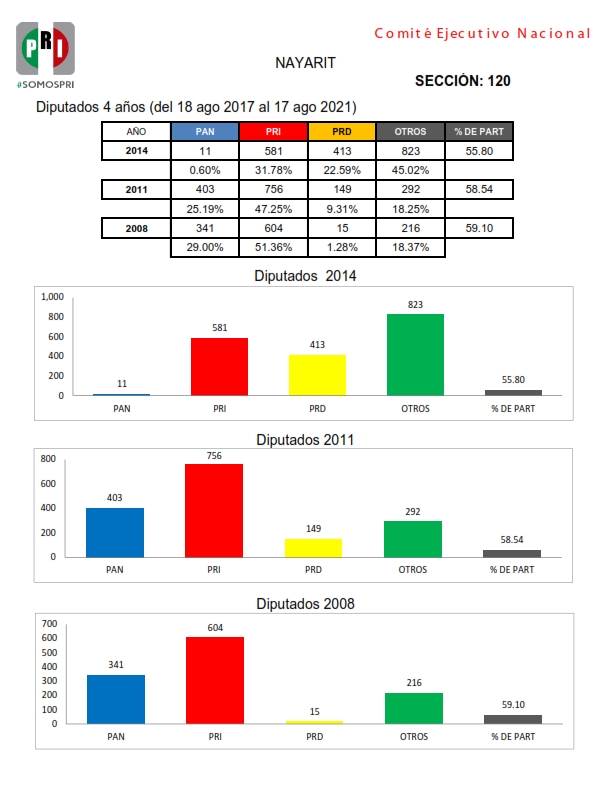 Comité Ejecutivo Nacional
PRI
#SOMOSPRI
NAYARIT
SECCIÓN: 120
Diputados 4 años (del 18 ago 2017 al 17 ago 2021)
AÑO PAN PRI PRD OTROS % DE PART
2014 11 581 413 823 55.80
0.60% 31.78% 22.59% 45.02%
2011 403 756 149 292 58.54
25.19% 47.25% 9.31% 18.25%
2008 341 604 15 216 59.10
29.00% 51.36% 1.28% 18.37%
Diputados 2014
1,000
800
600
400
200
0
11 581 413 823 55.80
PAN PRI PRD OTROS % DE PART
Diputados 2011
800
600
400
200
0
403 756 149 292 58.54
PAN PRI PRD OTROS % DE PART
Diputados 2008
700
600
500
400
300
200
100
0
341 604 15 216 59.10
PAN PRI PRD OTROS % DE PART